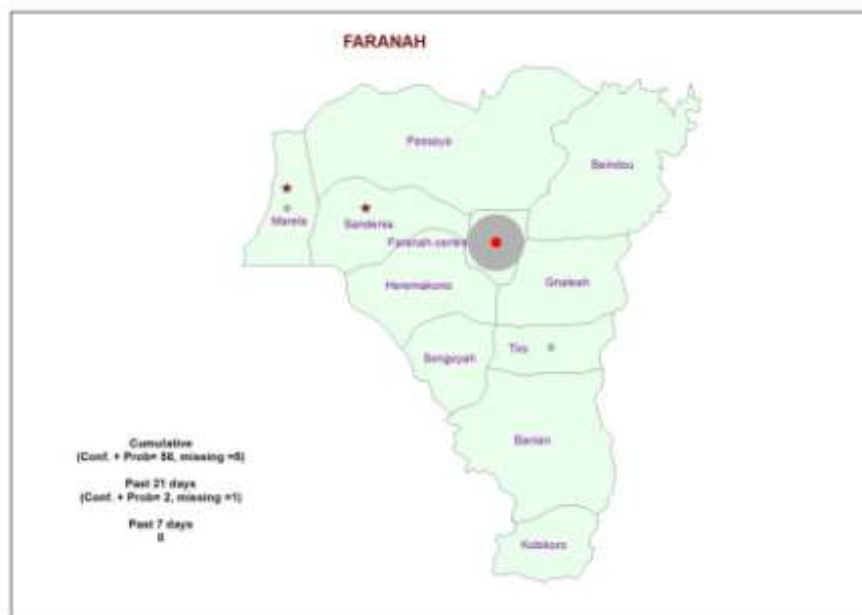 FARANAH
Passaya
Beindou
Marela
Sandenia
Faranah-centre
Heremakono
Gnaleah
Songoyah
Tiro
Banian
Kobikoro
Cumulative
(Conf. + Prob= 56, missing =6)
Past 21 days
(Conf. + Prob= 2, missing =1)
Past 7 days
0